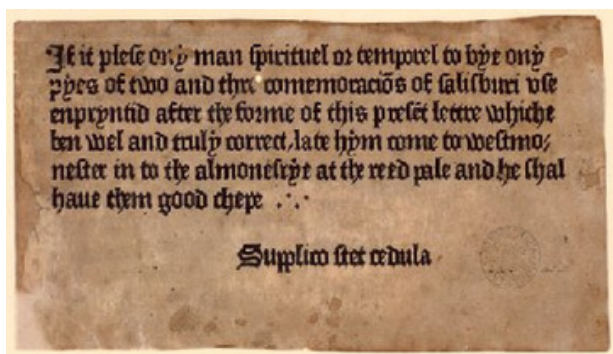 If it plese ony man spirituel or temporel to bye ony
pyes of two and thre comemoraciõs of salisburi vse
enpryntid after the forme of this presẽt lettre whiche
ben wel and truly correct, late hym come to westmo⸗
nester in to the almonesrye at the reed pale and he shal
haue them good chepe .·.
Supplico stet cedula